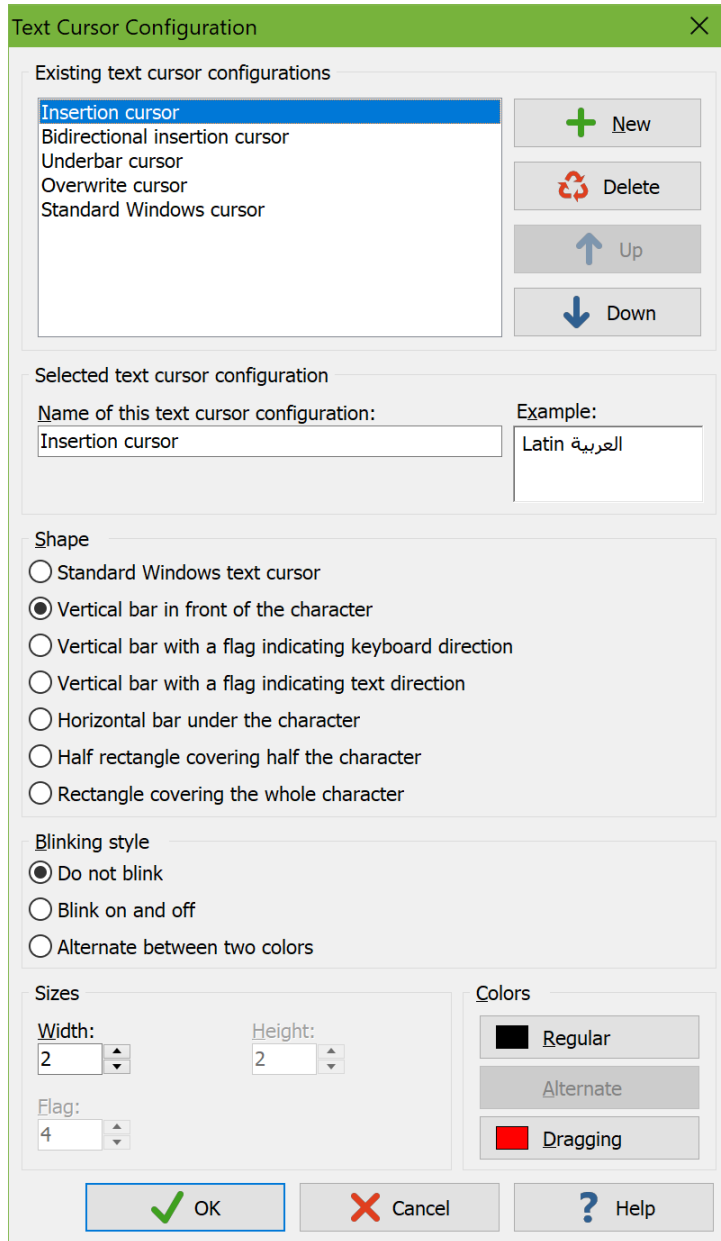 Text Cursor Configuration
Existing text cursor configurations
Insertion cursor
Bidirectional insertion cursor
Underbar cursor
Overwrite cursor
Standard Windows cursor
New
Delete
Up
Down
Selected text cursor configuration
Name of this text cursor configuration:
Insertion cursor
Example:
Latin العربية
Shape
Standard Windows text cursor
Vertical bar in front of the character
Vertical bar with a flag indicating keyboard direction
Vertical bar with a flag indicating text direction
Horizontal bar under the character
Half rectangle covering half the character
Rectangle covering the whole character
Blinking style
Do not blink
Blink on and off
Alternate between two colors
Sizes
Width:
2
Height:
2
Flag:
4
Colors
Regular
Alternate
Dragging
OK
Cancel
Help